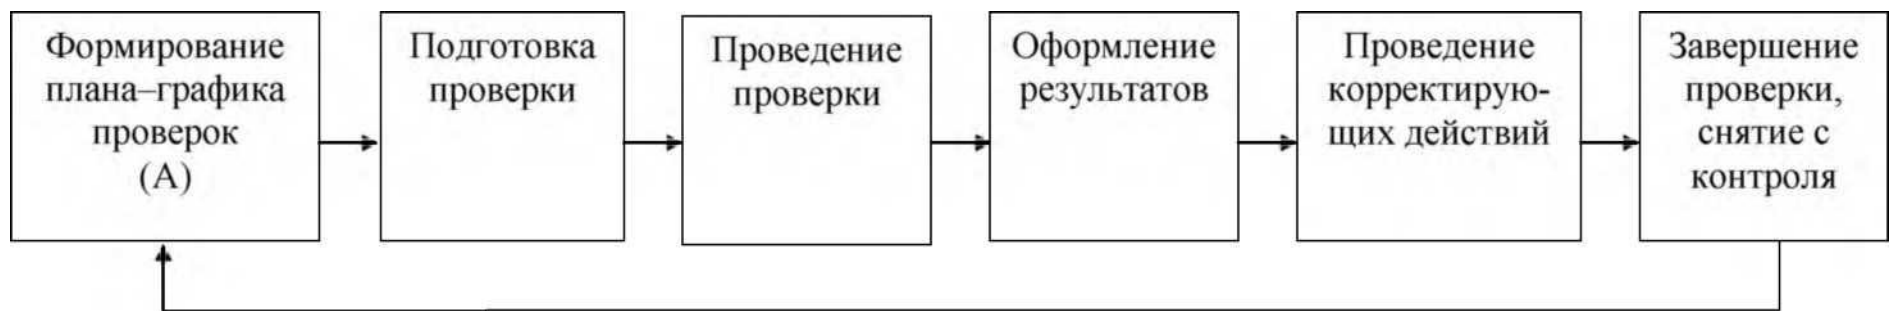 Формирование
плана–графика
проверок
(А)
Подготовка
проверки
Проведение
проверки
Оформление
результатов
Проведение
корректирую-
щих действий
Завершение
проверки,
снятие с
контроля